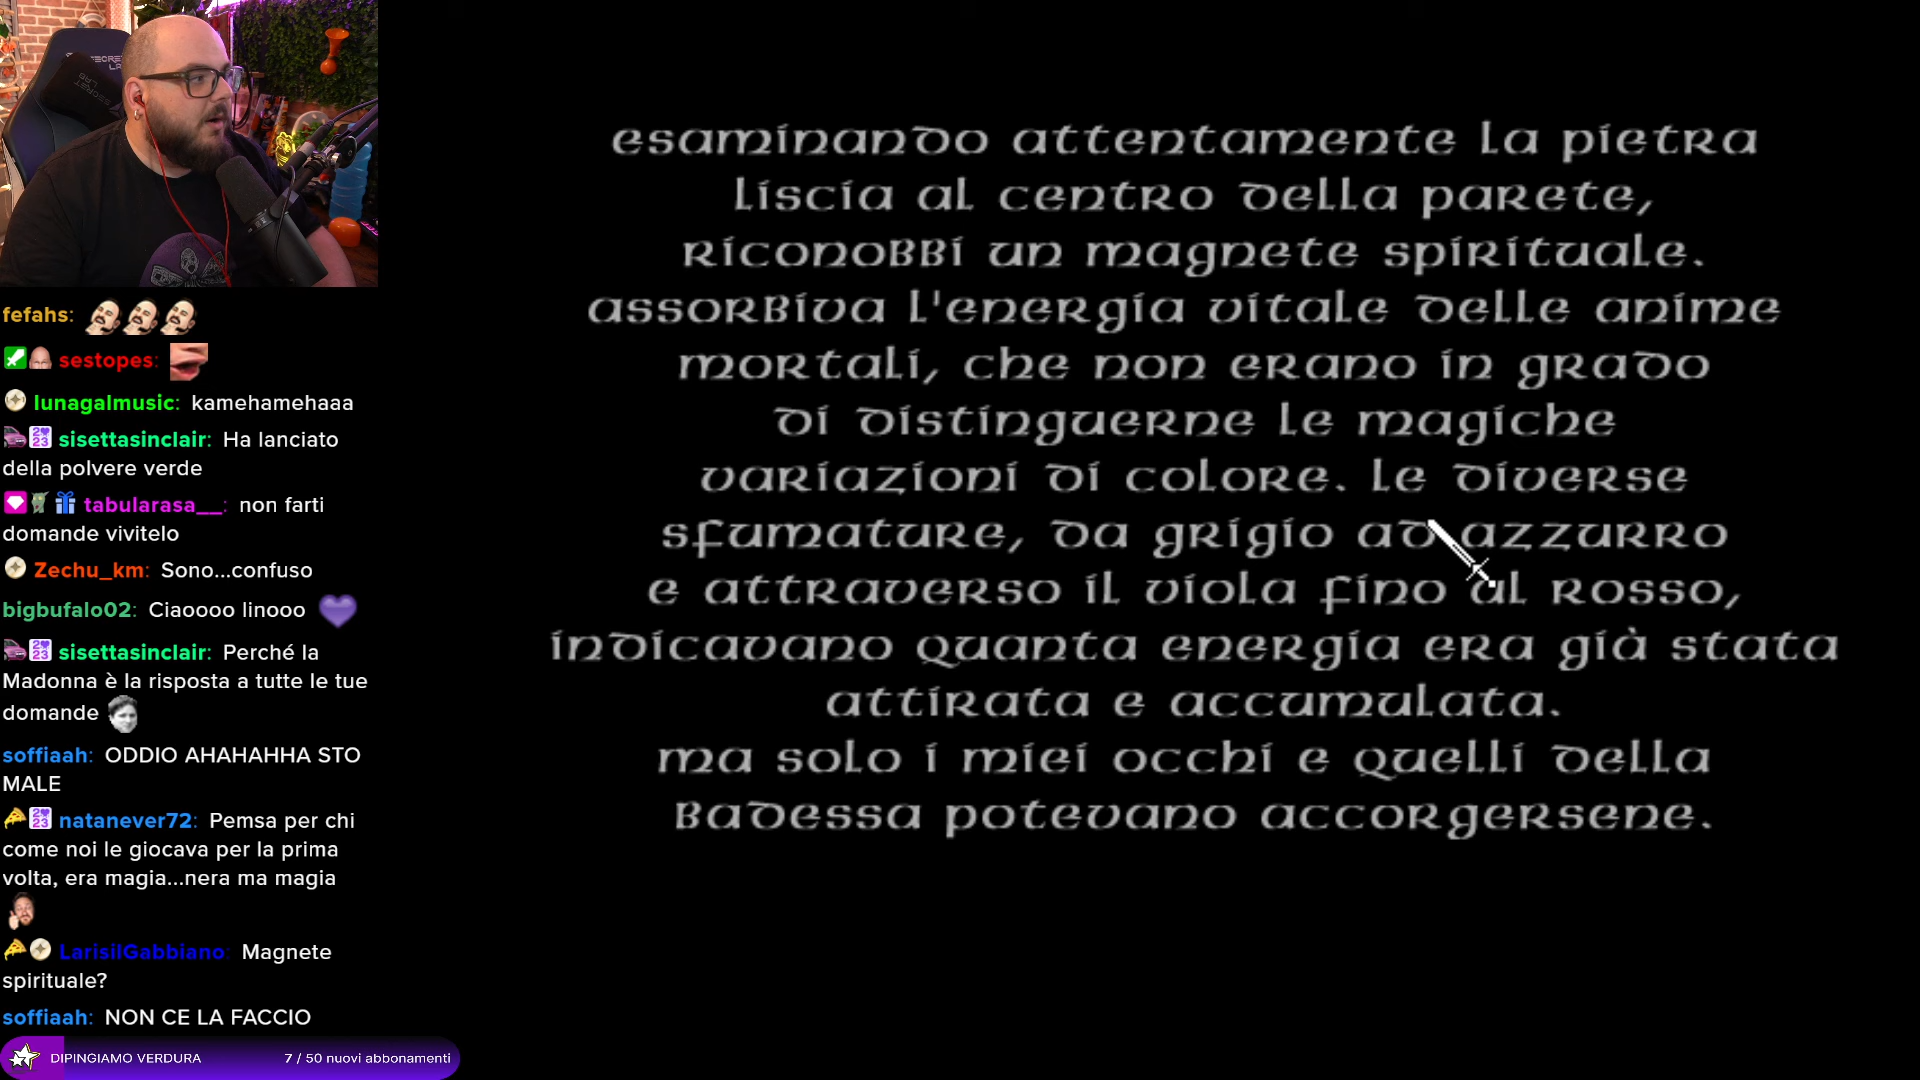 esaminando attentamente la pietra
liscia al centro della parete,
riconobbi un magnete spirituale.
assorbiva l'energia vitale delle anime
mortali, che non erano in grado
di distinguerne le magiche
variazioni di colore. le diverse
sfumature, da grigio ad azzurro
e attraverso il viola fino al rosso,
indicavano quanta energia era già stata
attirata e accumulata.
ma solo i miei occhi e quelli della
badessa potevano accorgersene.
fefahs:
sestopes:
lunagalmusic: kamehamehaaa
sisettasinclair: Ha lanciato
della polvere verde
tabularasa__: non farti
domande vivitelo
Zechu_km: Sono...confuso
bigbufalo02: Ciaoooo linooo
sisettasinclair: Perché la
Madonna è la risposta a tutte le tue
domande
soffiaah: ODDIO AHAHAHHA STO
MALE
natanever72: Pemsa per chi
come noi le giocava per la prima
volta, era magia...nera ma magia
LarisilGabbiano: Magnete
spirituale?
soffiaah: NON CE LA FACCIO
DIPINGIAMO VERDURA 7 / 50 nuovi abbonamenti